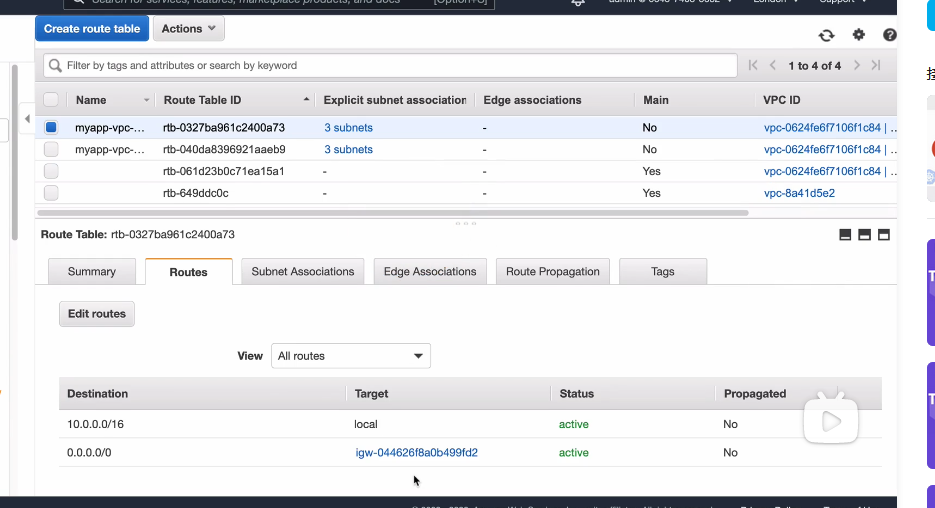 Create route table Actions
Filter by tags and attributes or search by keyword
1 to 4 of 4
Name Route Table ID Explicit subnet association Edge associations Main VPC ID
myapp-vpc-... rtb-0327ba961c2400a73 3 subnets - No vpc-0624fe6f7106f1c84 | ..
myapp-vpc-... rtb-040da8396921aaeb9 3 subnets - No vpc-0624fe6f7106f1c84 | ..
rtb-061d23b0c71ea15a1 - - Yes vpc-0624fe6f7106f1c84 | ..
rtb-649ddc0c - - Yes vpc-8a41d5e2
Route Table: rtb-0327ba961c2400a73
Summary Routes Subnet Associations Edge Associations Route Propagation Tags
Edit routes
View All routes
Destination Target Status Propagated
10.0.0.0/16 local active No
0.0.0.0/0 igw-044626f8a0b499fd2 active No